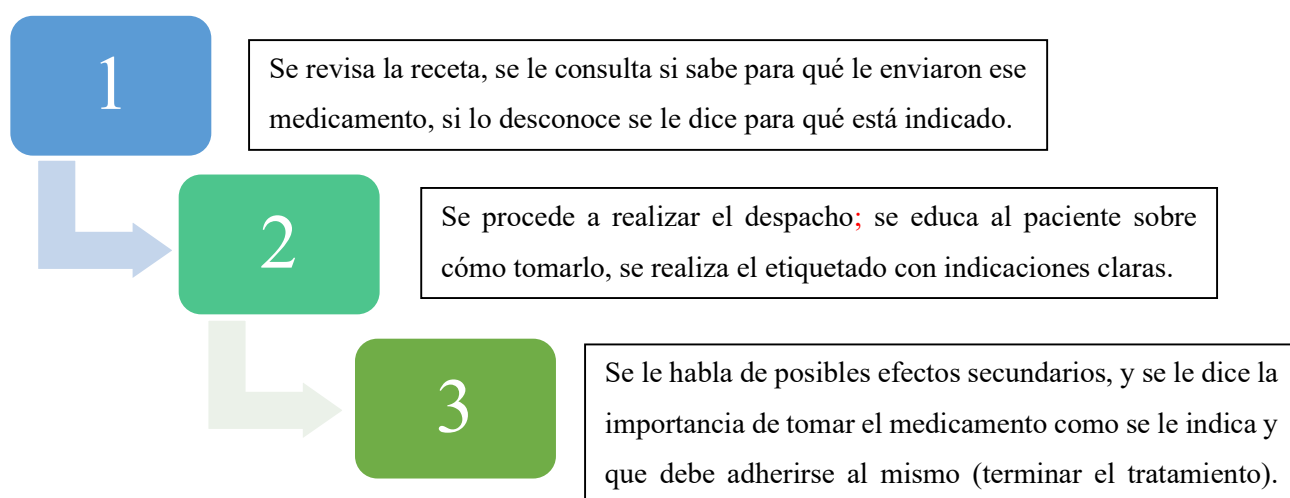 1
Se revisa la receta, se le consulta si sabe para qué le enviaron ese
medicamento, si lo desconoce se le dice para qué está indicado.
2
Se procede a realizar el despacho; se educa al paciente sobre
cómo tomarlo, se realiza el etiquetado con indicaciones claras.
3
Se le habla de posibles efectos secundarios, y se le dice la
importancia de tomar el medicamento como se le indica y
que debe adherirse al mismo (terminar el tratamiento).